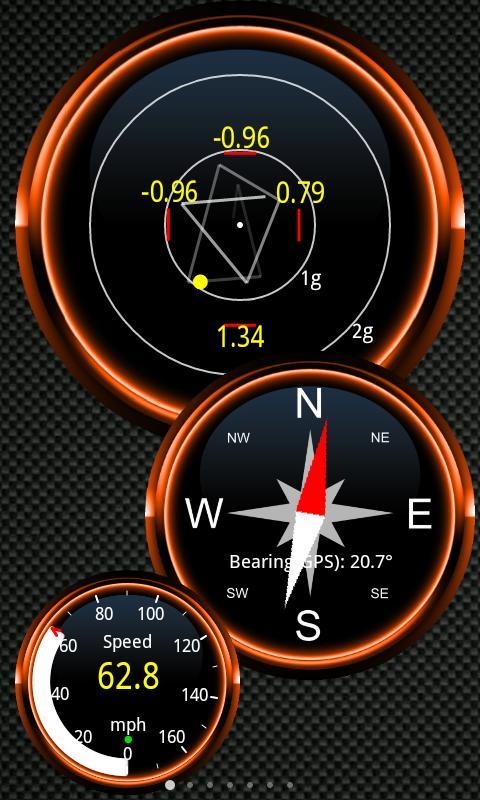 -0.96
-0.96 0.79
1g
1.34 2g
N
NW NE
W E
Bearing(GPS): 20.7°
SW SE
S
80 100
60 Speed 120
62.8
40 140
mph
20 160
0